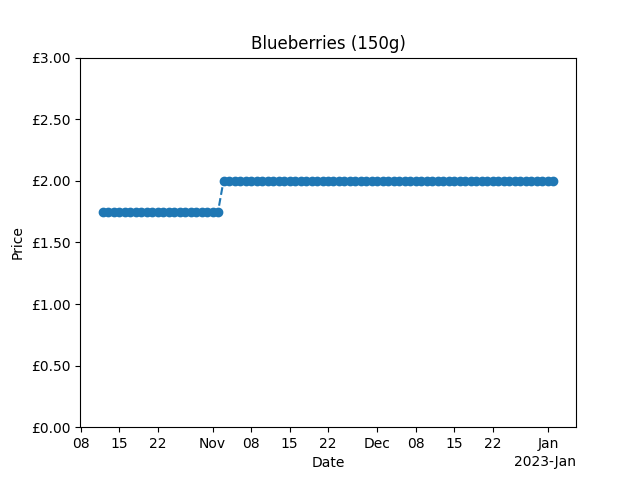 Blueberries (150g)
£3.00
£2.50
£2.00
£1.50
£1.00
£0.50
£0.00
Price
08 15 22 Nov 08 15 22 Dec 08 15 22 Jan
Date
2023-Jan